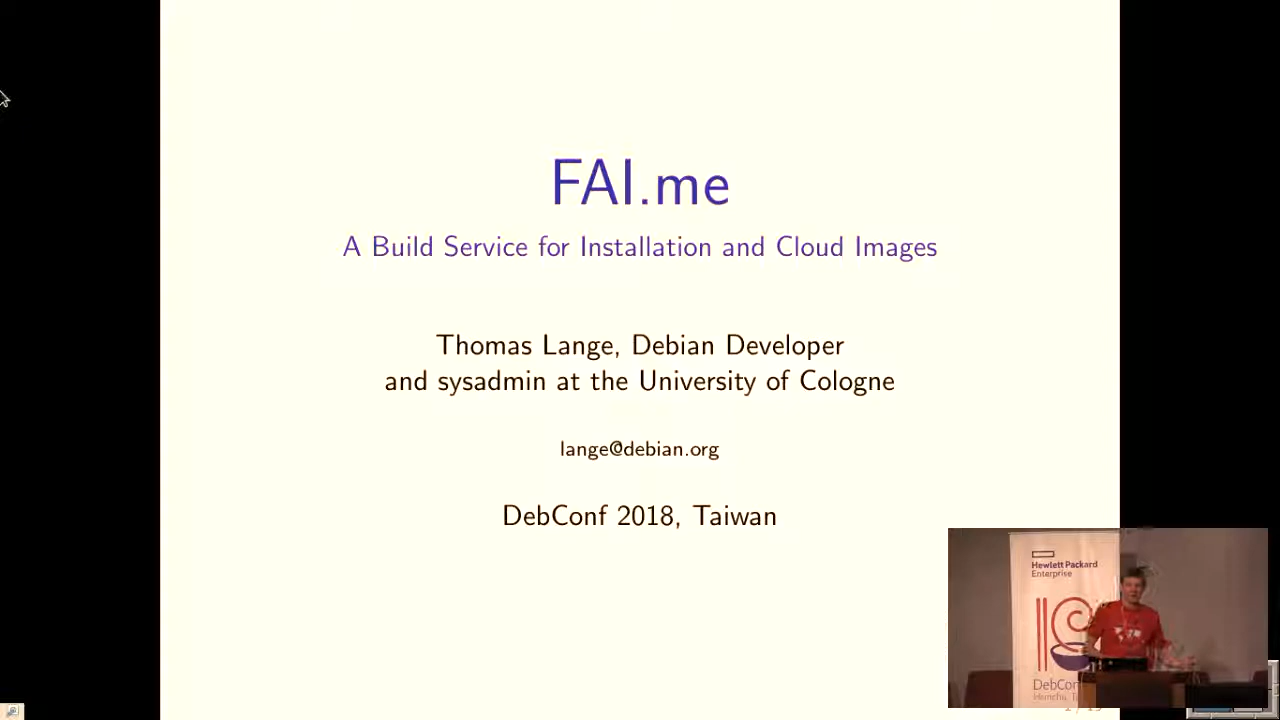 FAI.me
A Build Service for Installation and Cloud Images
Thomas Lange, Debian Developer
and sysadmin at the University of Cologne
lange@debian.org
DebConf 2018, Taiwan
Hewlett Packard
Enterprise